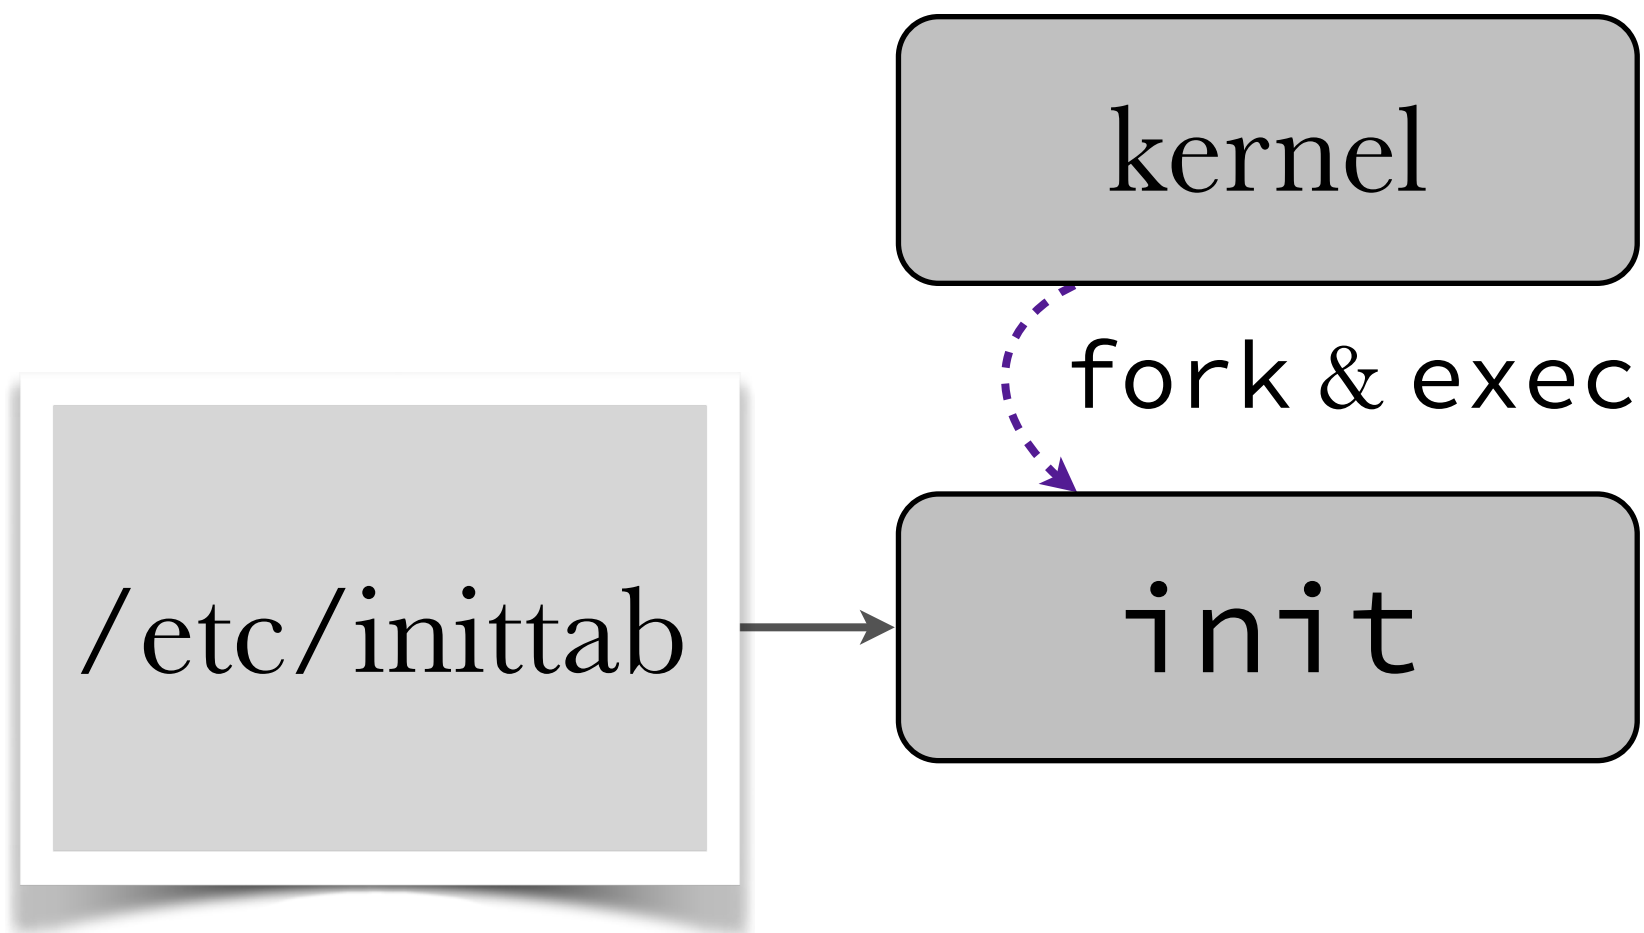 kernel
fork & exec
/etc/inittab
init